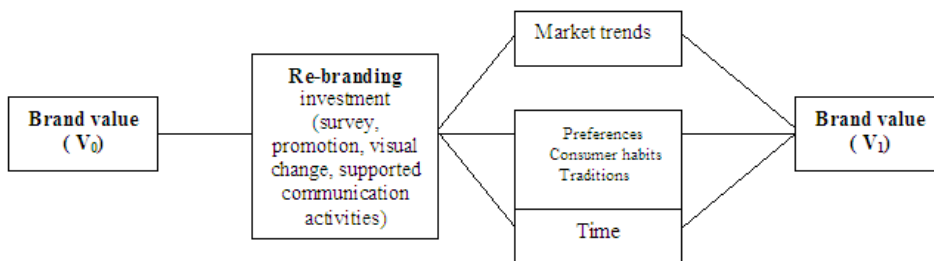 Brand value
( V₀)
Re-branding
investment
(survey,
promotion, visual
change, supported
communication
activities)
Market trends
Preferences
Consumer habits
Traditions
Time
Brand value
( V₁)